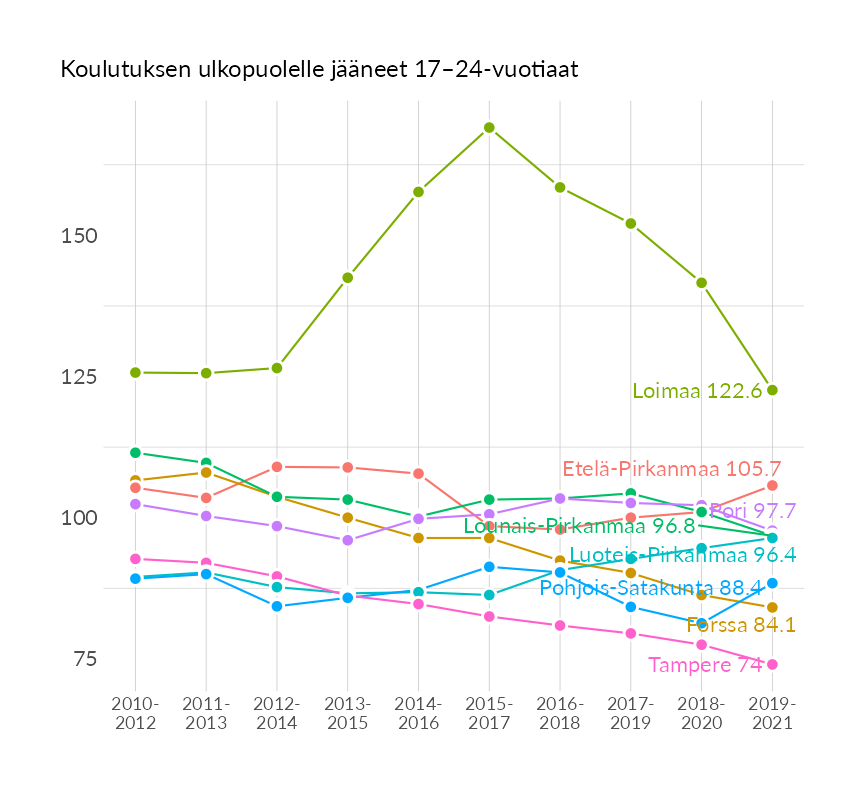 Koulutuksen ulkopuolelle jääneet 17–24-vuotiaat
150
125
100
75
Loimaa 122.6
Etelä-Pirkanmaa 105.7
Pori 97.7
Lounais-Pirkanmaa 96.8
Luoteis-Pirkanmaa 96.4
Pohjois-Satakunta 88.4
Forssa 84.1
Tampere 74
2010-
2012
2011-
2013
2012-
2014
2013-
2015
2014-
2016
2015-
2017
2016-
2018
2017-
2019
2018-
2020
2019-
2021